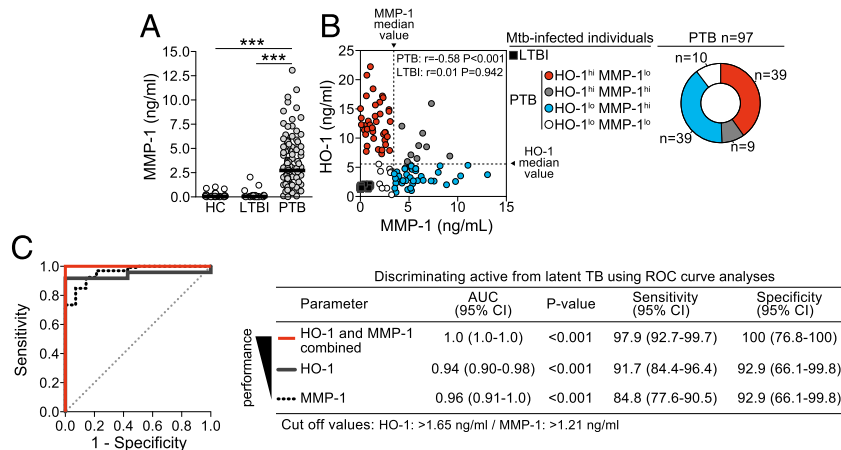 A
MMP-1 (ng/ml)
15.0
12.5
10.0
7.5
5.0
2.5
0.0
***
***
HC LTBI PTB
B
MMP-1
median
value
HO-1 (ng/ml)
25
20
15
10
5
0
PTB: r=-0.58 P<0.001
LTBI: r=0.01 P=0.942
HO-1
median
value
0 5 10 15
MMP-1 (ng/mL)
Mtb-infected individuals
LTBI
PTB
HO-1hi MMP-1lo
HO-1hi MMP-1hi
HO-1lo MMP-1hi
HO-1lo MMP-1lo
PTB n=97
n=10
n=39
n=39
n=9
C
Sensitivity
1.0
0.8
0.6
0.4
0.2
0.0
0.0 0.2 0.4 0.6 0.8 1.0
1 - Specificity
Discriminating active from latent TB using ROC curve analyses
Parameter AUC (95% CI) P-value Sensitivity (95% CI) Specificity (95% CI)
performance
HO-1 and MMP-1 combined 1.0 (1.0-1.0) <0.001 97.9 (92.7-99.7) 100 (76.8-100)
HO-1 0.94 (0.90-0.98) <0.001 91.7 (84.4-96.4) 92.9 (66.1-99.8)
MMP-1 0.96 (0.91-1.0) <0.001 84.8 (77.6-90.5) 92.9 (66.1-99.8)
Cut off values: HO-1: >1.65 ng/ml / MMP-1: >1.21 ng/ml